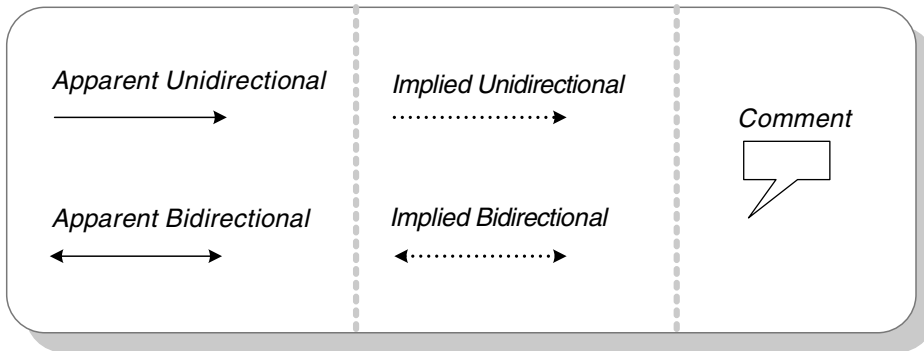 Apparent Unidirectional
Implied Unidirectional
Comment
Apparent Bidirectional
Implied Bidirectional